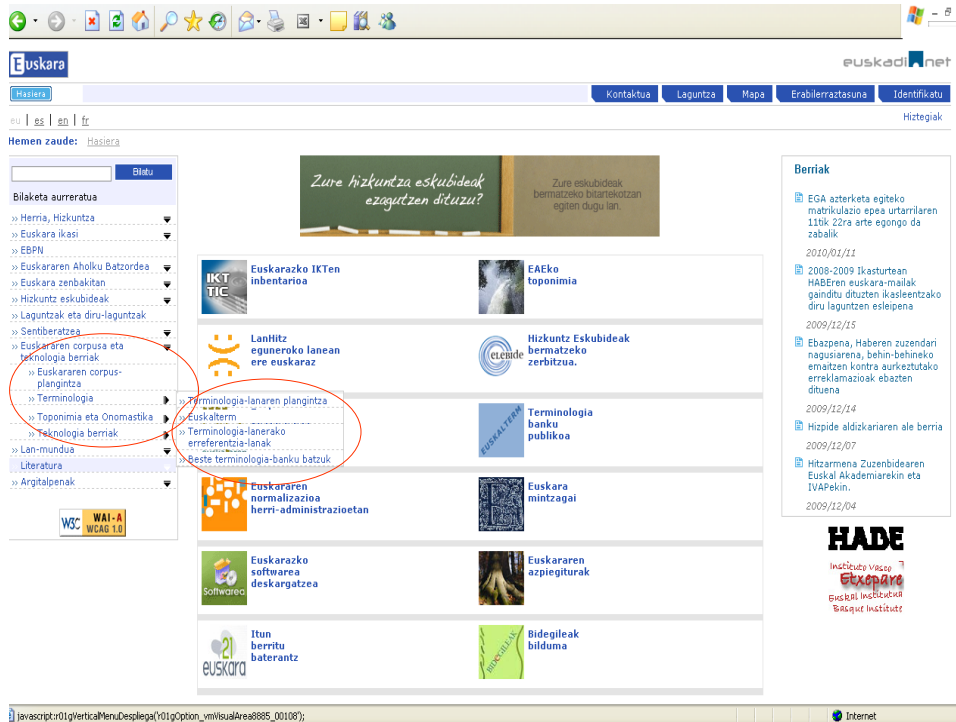 Euskara
euskadi.net
Hasiera
Kontaktua
Laguntza
Mapa
Erabilerraztasuna
Identifikatu
eu | es | en | fr
Hiztegiak
Hemen zaude: Hasiera
Bilatu
Bilaketa aurreratua
» Herria, Hizkuntza
» Euskara ikasi
» EBPN
» Euskararen Aholku Batzordea
» Euskara zenbakitan
» Hizkuntz eskubideak
» Laguntzak eta diru-laguntzak
» Sentiberatzea
» Euskararen corpusa eta
teknologia berriak
» Euskararen corpus-
plangintza
» Terminologia
» Toponimia eta Onomastika
» Teknologia berriak
» Lan-mundua
Literatura
» Argitalpenak
» Terminologia-lanaren plangintza
» Euskalterm
» Terminologia-lanerako
erreferentzia-lanak
» Beste terminologia-banku batzuk
W3C WAI-A
WCAG 1.0
Zure hizkuntza eskubideak
ezagutzen dituzu?
Zure eskubideak
bermatzeko bitartekotzan
egiten dugu lan.
IKT
TIC
Euskarazko IKTen
inbentarioa
EAEko
toponimia
LanHitz
eguneroko lanean
ere euskaraz
ELEBIDE
Hizkuntz Eskubideak
bermatzeko
zerbitzua.
EUSKALTERM
Terminologia
banku
publikoa
Euskararen
normalizazioa
herri-administrazioetan
Euskara
mintzagai
Softwarea
Euskarazko
softwarea
deskargatzea
Euskararen
azpiegiturak
21
euskara
Itun
berritu
baterantz
BIDEGILEAK
Bidegileak
bilduma
Berriak
EGA azterketa egiteko
matrikulazio epea urtarrilaren
11tik 22ra arte egongo da
zabalik
2010/01/11
2008-2009 Ikasturtean
HABEren euskara-mailak
gainditu dituzten ikasleentzako
diru laguntzen esleipena
2009/12/15
Ebazpena, Haberen zuzendari
nagusiarena, behin-behineko
emaitzen kontra aurkeztutako
erreklamazioak ebazten
dituena
2009/12/14
Hizpide aldizkariaren ale berria
2009/12/07
Hitzarmena Zuzenbidearen
Euskal Akademiarekin eta
IVAPekin.
2009/12/04
HABE
Instituto Vasco
Etxepare
Euskal Institutua
Basque Institute
javascript:r01gVerticalMenuDespliega('r01gOption_vmVisualArea8885_00108');
Internet